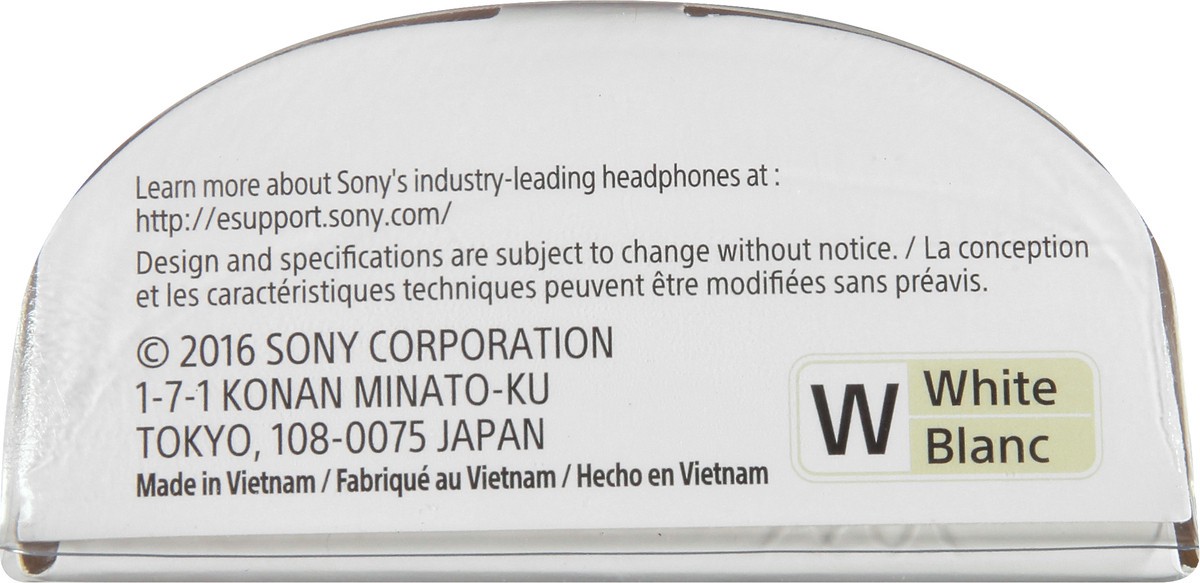 Learn more about Sony's industry-leading headphones at :
http://esupport.sony.com/
Design and specifications are subject to change without notice. / La conception
et les caractéristiques techniques peuvent être modifiées sans préavis.
© 2016 SONY CORPORATION
1-7-1 KONAN MINATO-KU
TOKYO, 108-0075 JAPAN
Made in Vietnam / Fabriqué au Vietnam / Hecho en Vietnam
W
White
Blanc